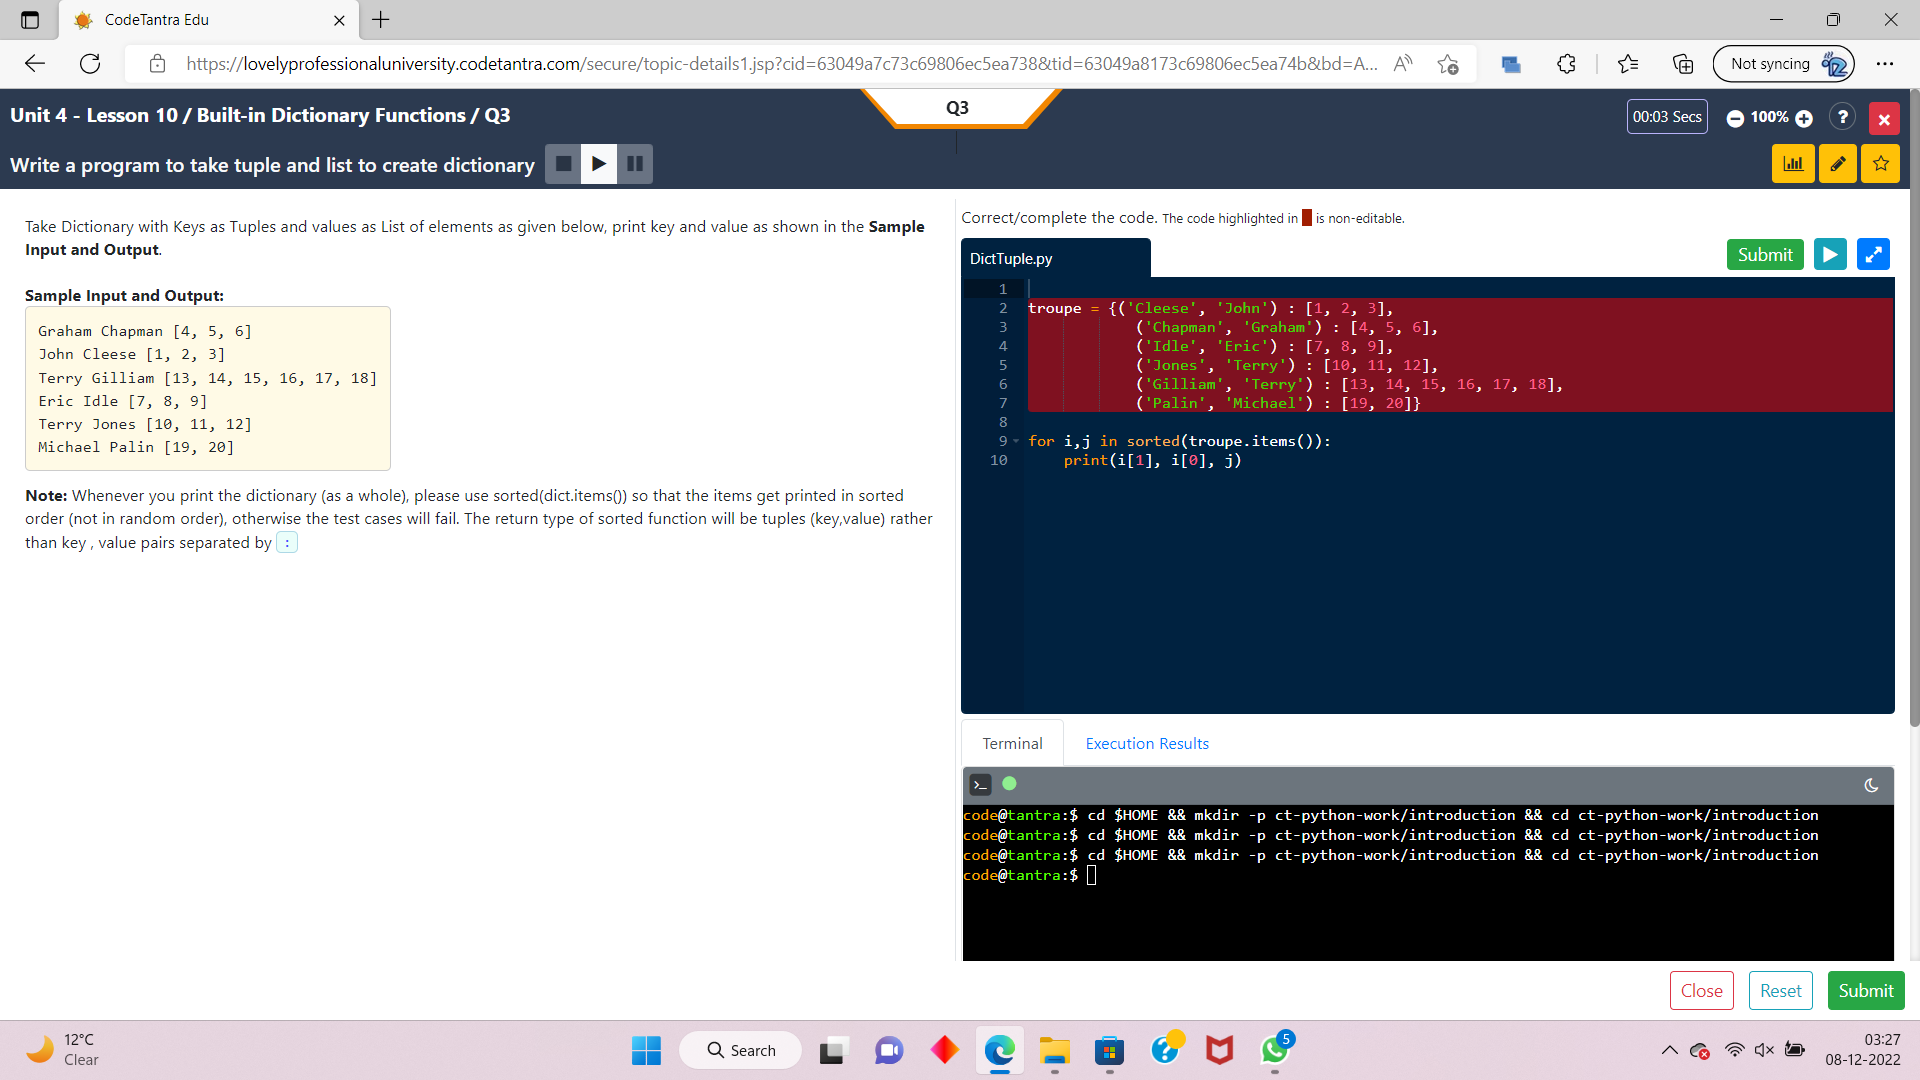 CodeTantra Edu
https://lovelyprofessionaluniversity.codetantra.com/secure/topic-details1.jsp?cid=63049a7c73c69806ec5ea738&tid=63049a8173c69806ec5ea74b&bd=A...
Not syncing
Unit 4 - Lesson 10 / Built-in Dictionary Functions / Q3
Q3
00:03 Secs
100%
?
Write a program to take tuple and list to create dictionary
Take Dictionary with Keys as Tuples and values as List of elements as given below, print key and value as shown in the Sample
Input and Output.
Sample Input and Output:
Graham Chapman [4, 5, 6]
John Cleese [1, 2, 3]
Terry Gilliam [13, 14, 15, 16, 17, 18]
Eric Idle [7, 8, 9]
Terry Jones [10, 11, 12]
Michael Palin [19, 20]
Note: Whenever you print the dictionary (as a whole), please use sorted(dict.items()) so that the items get printed in sorted
order (not in random order), otherwise the test cases will fail. The return type of sorted function will be tuples (key,value) rather
than key , value pairs separated by :
Correct/complete the code. The code highlighted in is non-editable.
DictTuple.py
Submit
1
2 troupe = {('Cleese', 'John') : [1, 2, 3],
3 ('Chapman', 'Graham') : [4, 5, 6],
4 ('Idle', 'Eric') : [7, 8, 9],
5 ('Jones', 'Terry') : [10, 11, 12],
6 ('Gilliam', 'Terry') : [13, 14, 15, 16, 17, 18],
7 ('Palin', 'Michael') : [19, 20]}
8
9 for i,j in sorted(troupe.items()):
10 print(i[1], i[0], j)
Terminal
Execution Results
code@tantra:$ cd $HOME && mkdir -p ct-python-work/introduction && cd ct-python-work/introduction
code@tantra:$ cd $HOME && mkdir -p ct-python-work/introduction && cd ct-python-work/introduction
code@tantra:$ cd $HOME && mkdir -p ct-python-work/introduction && cd ct-python-work/introduction
code@tantra:$
Close
Reset
Submit
12°C
Clear
Search
5
03:27
08-12-2022